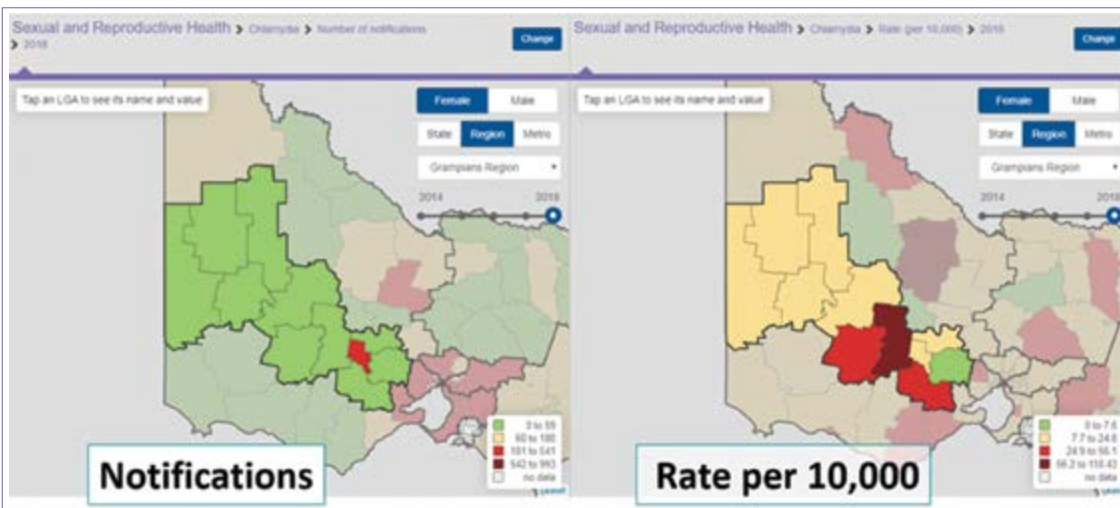 Sexual and Reproductive Health > Chlamydia > Number of notifications
> 2018
Change
Tap an LGA to see its name and value
Female Male
State Region Metro
Grampians Region
2014 2018
0 to 59
60 to 180
181 to 541
542 to 993
no data
Leaflet
Notifications
Sexual and Reproductive Health > Chlamydia > Rate (per 10,000) > 2018
Change
Tap an LGA to see its name and value
Female Male
State Region Metro
Grampians Region
2014 2018
0 to 7.6
7.7 to 24.8
24.9 to 56.1
56.2 to 110.43
no data
Leaflet
Rate per 10,000